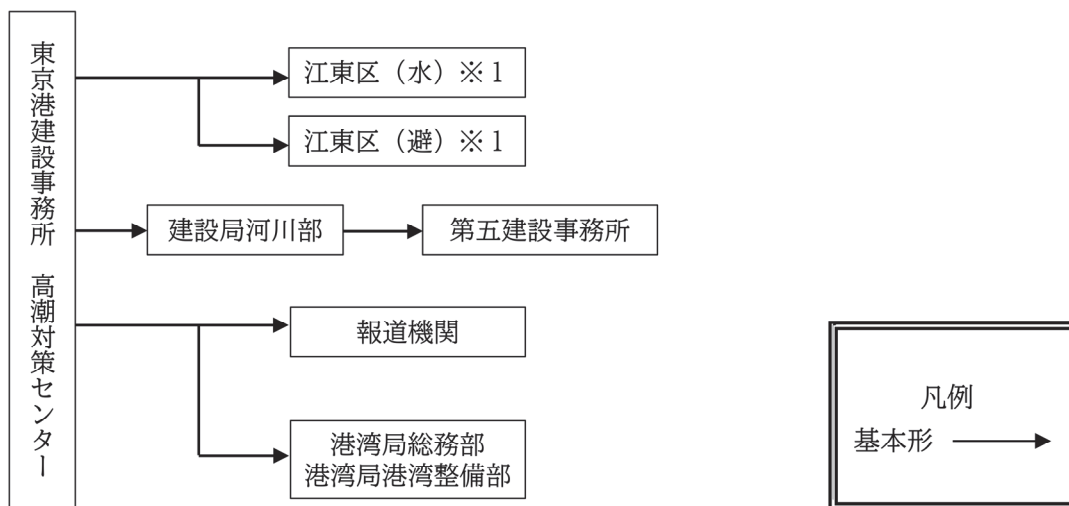 東京港建設事務所 高潮対策センター
江東区（水）※１
江東区（避）※１
建設局河川部
第五建設事務所
報道機関
港湾局総務部
港湾局港湾整備部
凡例
基本形